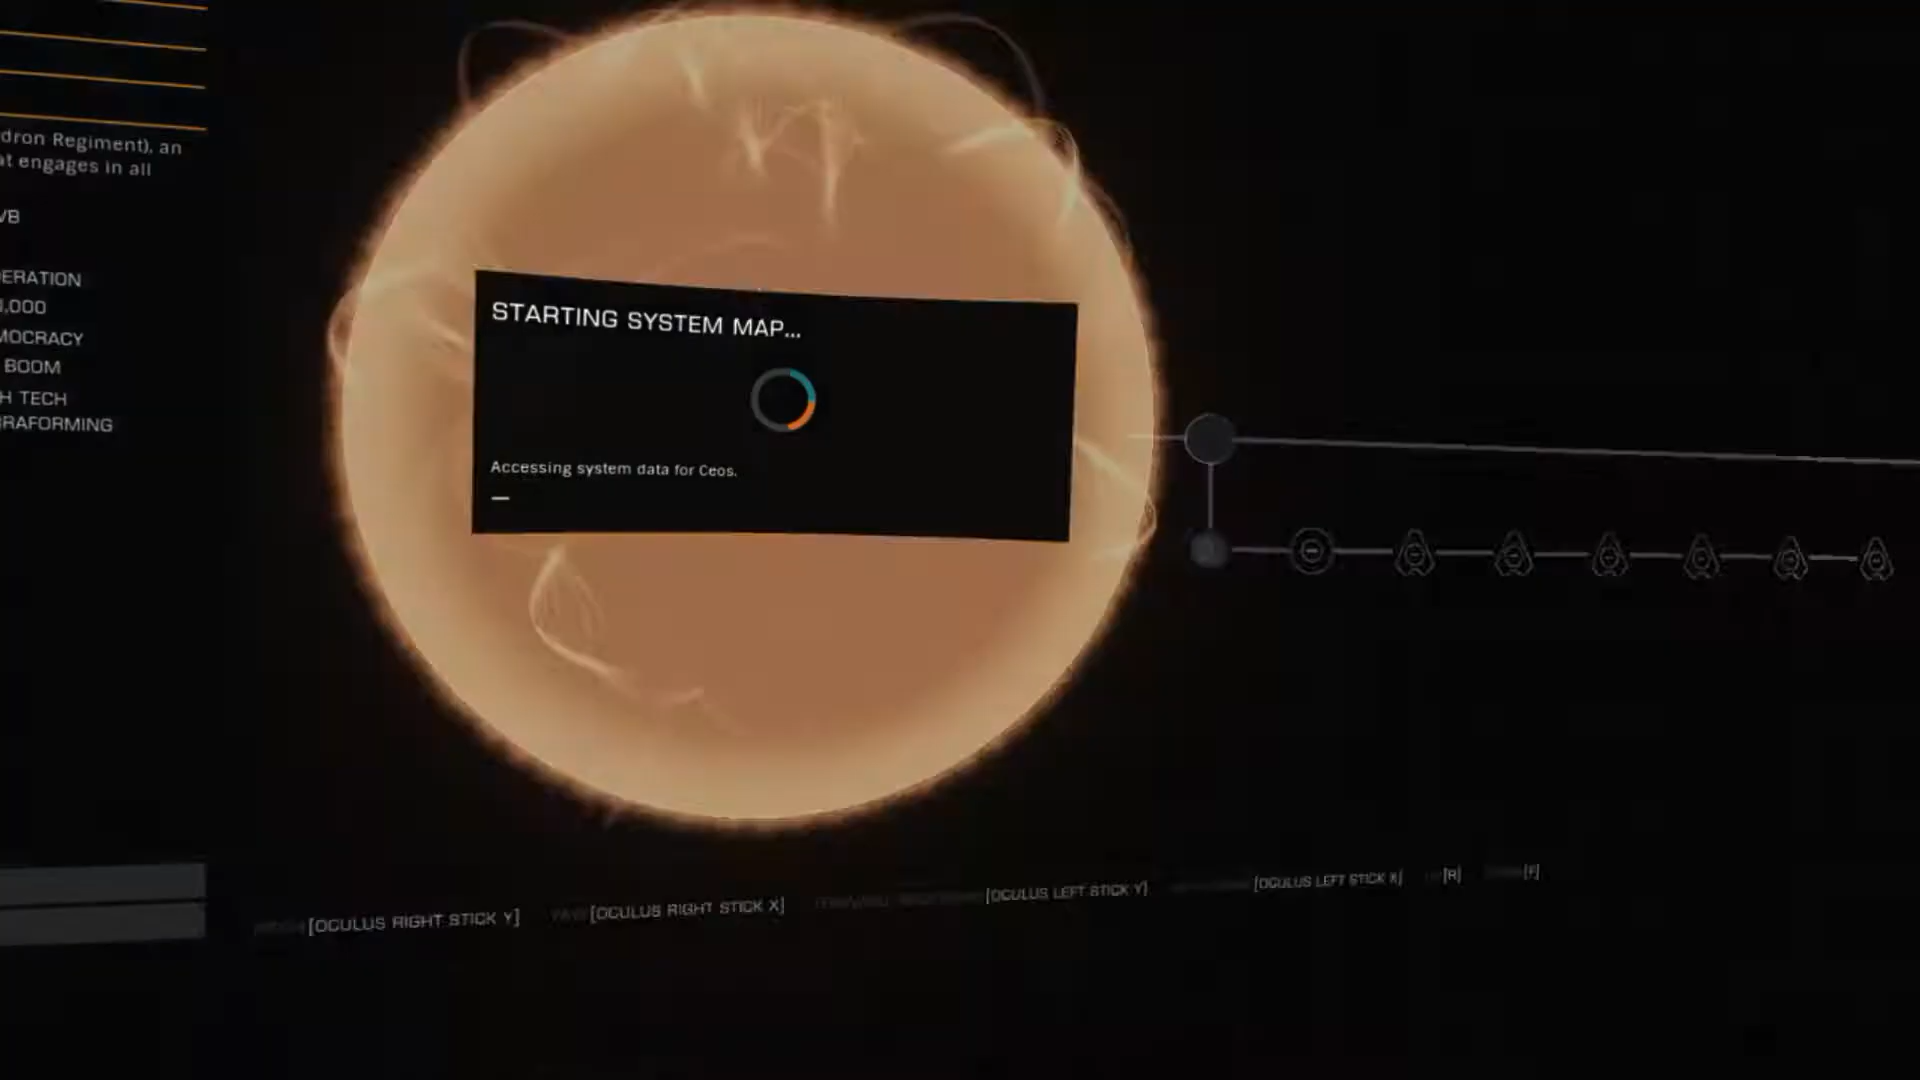 dron Regiment), an
at engages in all
VB
ERATION
,000
MOCRACY
BOOM
H TECH
RAFORMING
STARTING SYSTEM MAP...
Accessing system data for Ceos.
[OCULUS RIGHT STICK Y] [OCULUS RIGHT STICK X] [OCULUS LEFT STICK Y] [OCULUS LEFT STICK X] [R] [F]